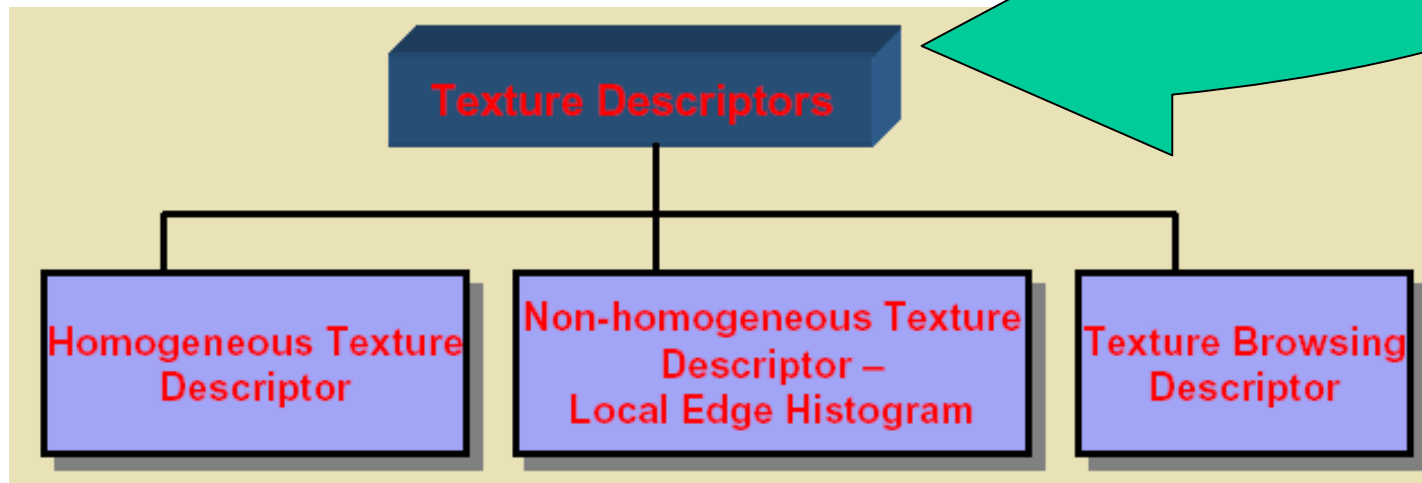 Texture Descriptors
Homogeneous Texture
Descriptor
Non-homogeneous Texture
Descriptor –
Local Edge Histogram
Texture Browsing
Descriptor